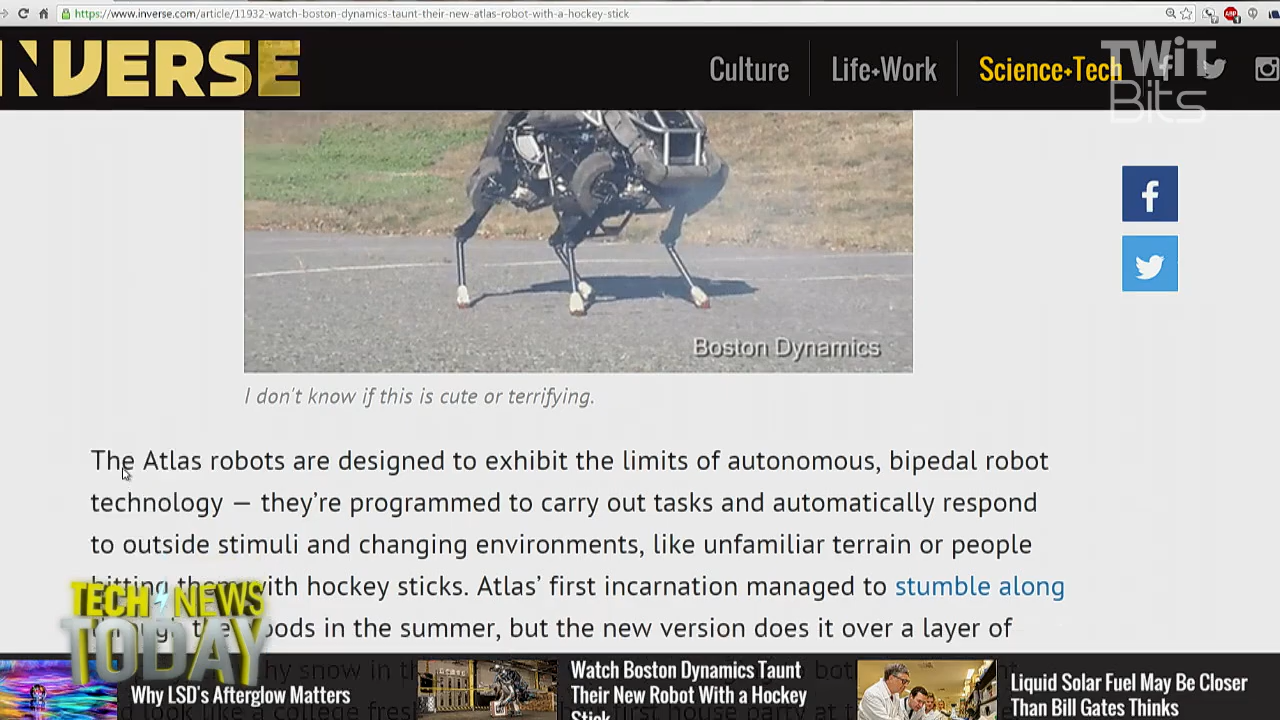 https://www.inverse.com/article/11932-watch-boston-dynamics-taunt-their-new-atlas-robot-with-a-hockey-stick
INVERSE
Culture
Life+Work
Science+Tech
TWiT
Bits
Boston Dynamics
I don't know if this is cute or terrifying.
The Atlas robots are designed to exhibit the limits of autonomous, bipedal robot
technology — they're programmed to carry out tasks and automatically respond
to outside stimuli and changing environments, like unfamiliar terrain or people
hitting them with hockey sticks. Atlas' first incarnation managed to stumble along
through the woods in the summer, but the new version does it over a layer of
TECH NEWS
TODAY
Why LSD's Afterglow Matters
Watch Boston Dynamics Taunt
Their New Robot With a Hockey
Stick
Liquid Solar Fuel May Be Closer
Than Bill Gates Thinks